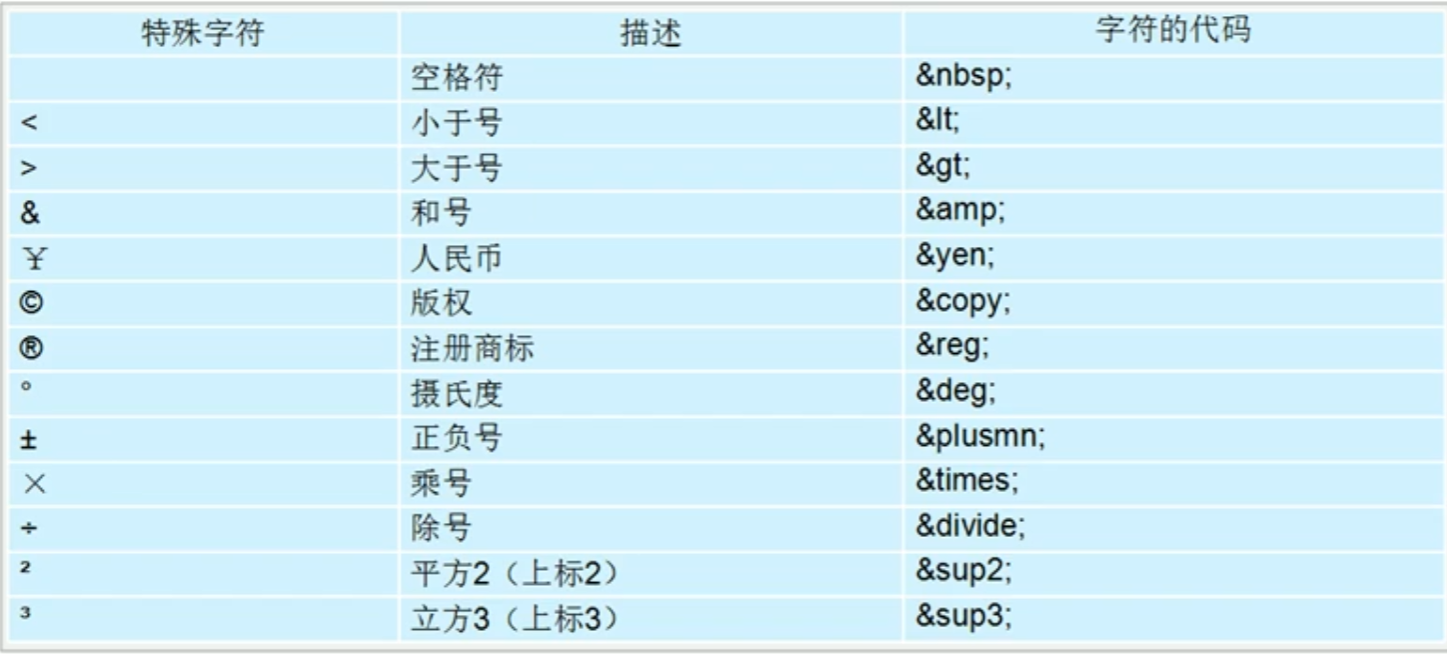 特殊字符 描述 字符的代码
空格符 &nbsp;
< 小于号 &lt;
> 大于号 &gt;
& 和号 &amp;
¥ 人民币 &yen;
© 版权 &copy;
® 注册商标 &reg;
° 摄氏度 &deg;
± 正负号 &plusmn;
× 乘号 &times;
÷ 除号 &divide;
² 平方2（上标2） &sup2;
³ 立方3（上标3） &sup3;